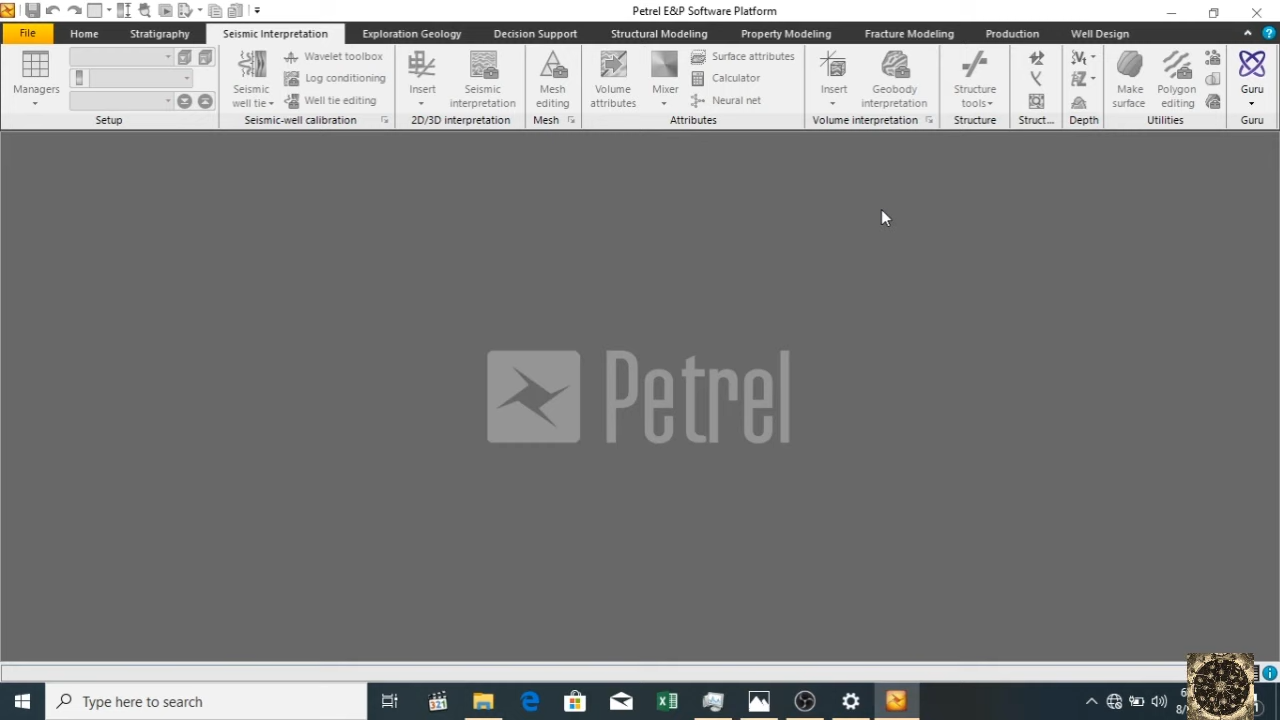 Petrel E&P Software Platform
File Home Stratigraphy Seismic Interpretation Exploration Geology Decision Support Structural Modeling Property Modeling Fracture Modeling Production Well Design
Managers
Setup
Seismic
well tie
Wavelet toolbox
Log conditioning
Well tie editing
Seismic-well calibration
Insert
Seismic
interpretation
2D/3D interpretation
Mesh
editing
Mesh
Volume
attributes
Mixer
Surface attributes
Calculator
Neural net
Attributes
Insert
Geobody
interpretation
Volume interpretation
Structure
tools
Structure
Struct...
Depth
Make
surface
Polygon
editing
Utilities
Guru
Guru
Petrel
Type here to search